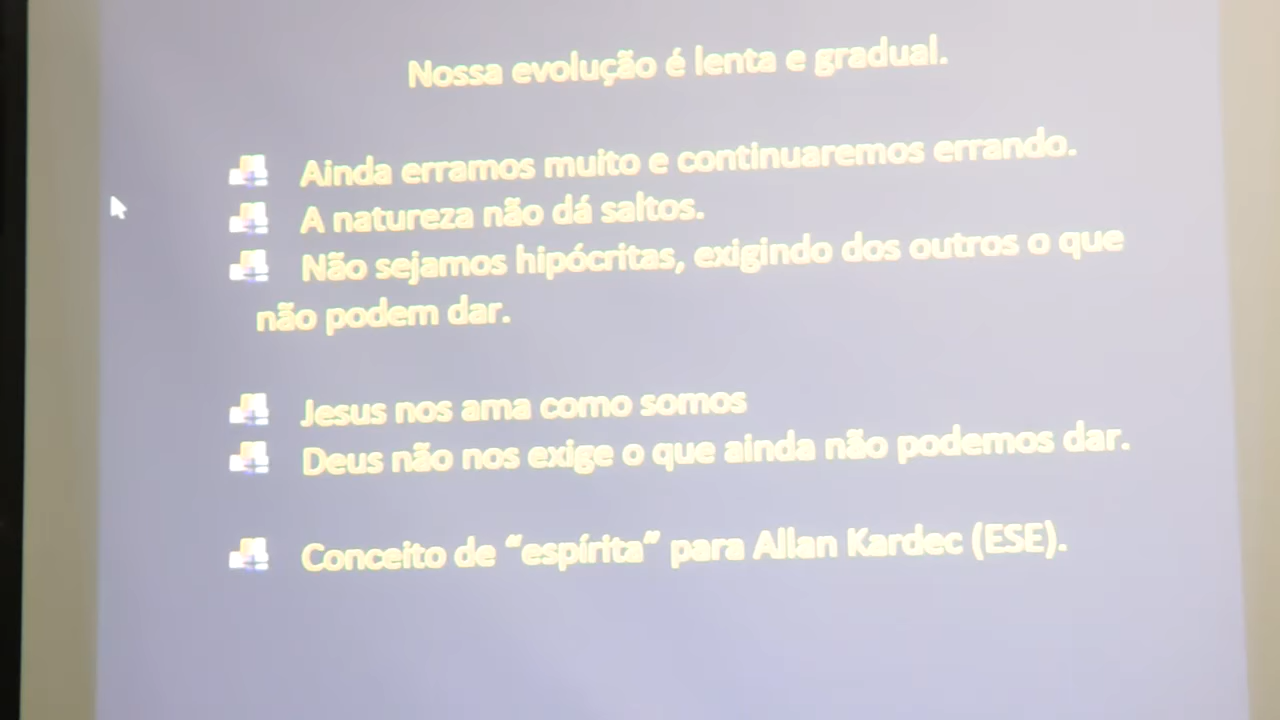 Nossa evolução é lenta e gradual.
Ainda erramos muito e continuaremos errando.
A natureza não dá saltos.
Não sejamos hipócritas, exigindo dos outros o que
não podem dar.
Jesus nos ama como somos
Deus não nos exige o que ainda não podemos dar.
Conceito de “espírita” para Allan Kardec (ESE).